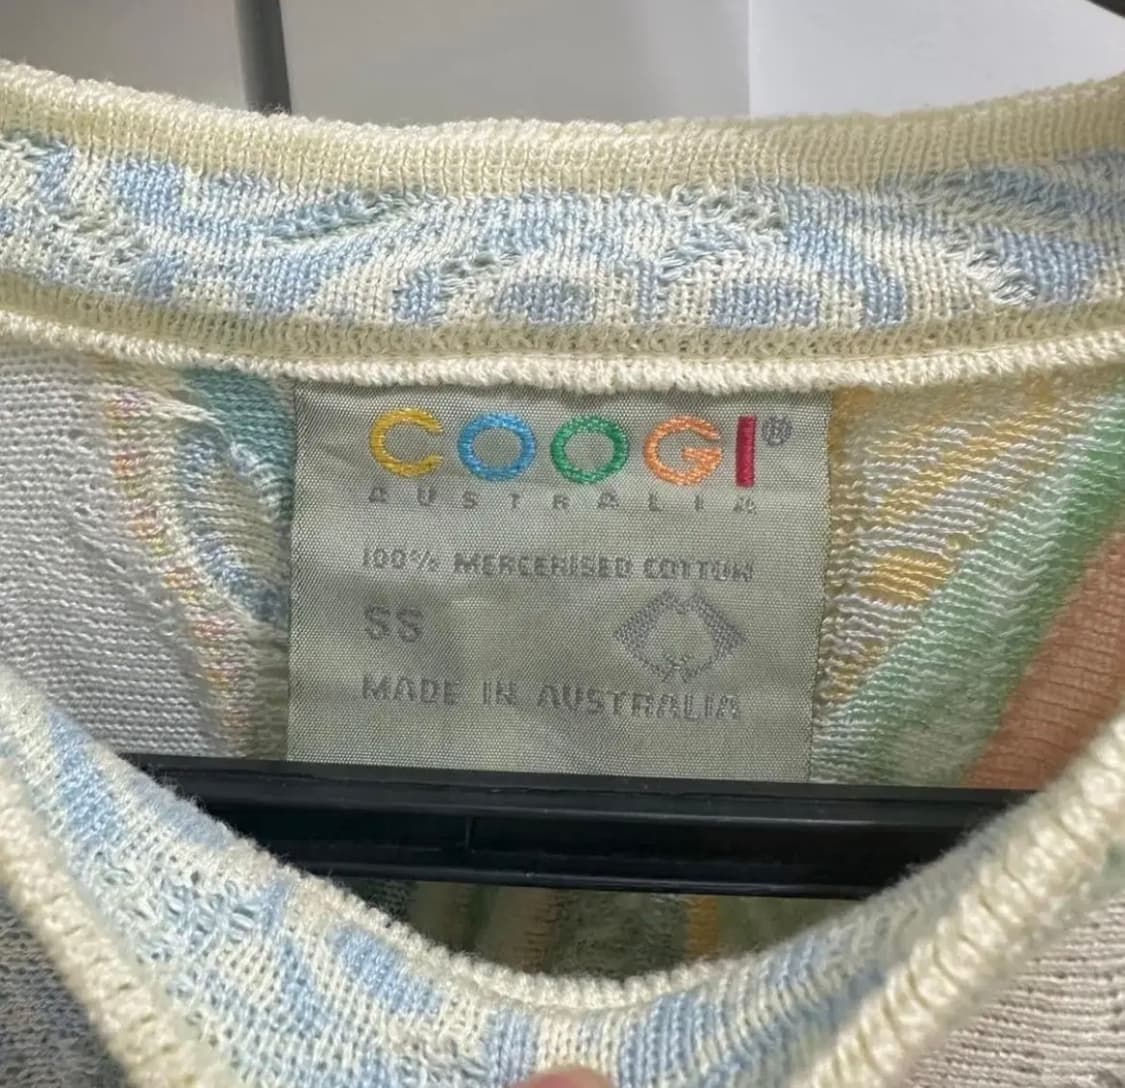 COOGI®
AUSTRALIA
100% MERCERISED COTTON
SS
MADE IN AUSTRALIA